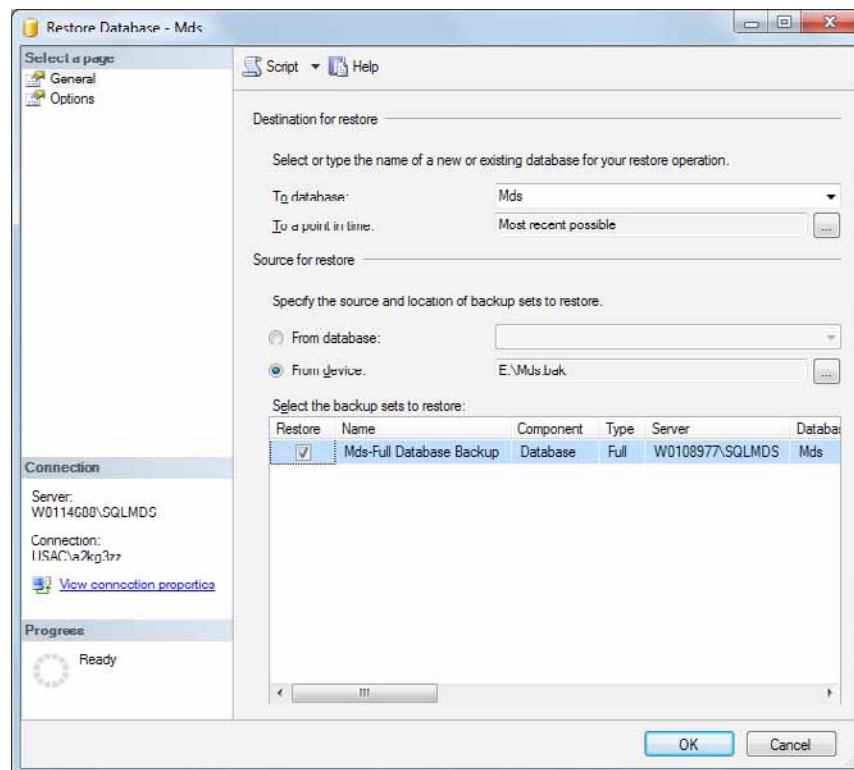 Restore Database - Mds
Select a page
General
Options
Script
Help
Destination for restore
Select or type the name of a new or existing database for your restore operation.
To database:
Mds
To a point in time:
Most recent possible
...
Source for restore
Specify the source and location of backup sets to restore.
From database:
From device:
E:\Mds.bak
...
Select the backup sets to restore:
Restore Name Component Type Server Databa
Mds-Full Database Backup Database Full W0108977\SQLMDS Mds
Connection
Server:
W0114688\SQLMDS
Connection:
USAC\a2kg3zz
View connection properties
Progress
Ready
OK
Cancel